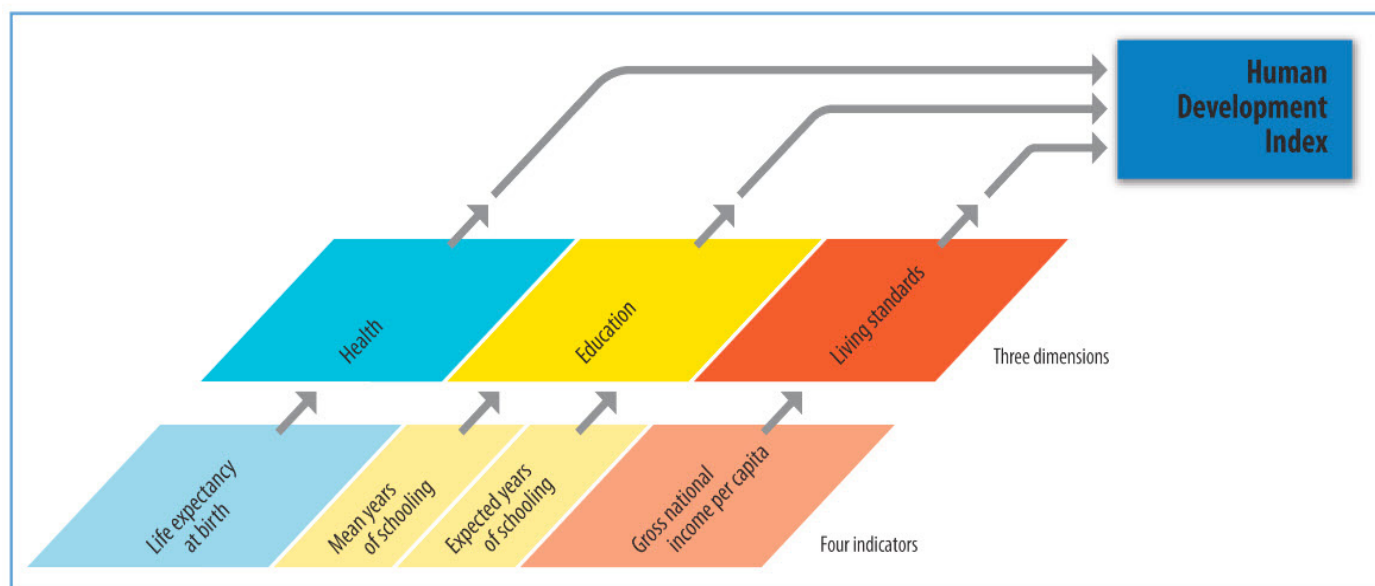 Human
Development
Index
Health
Education
Living standards
Three dimensions
Life expectancy
at birth
Mean years
of schooling
Expected years
of schooling
Gross national
income per capita
Four indicators